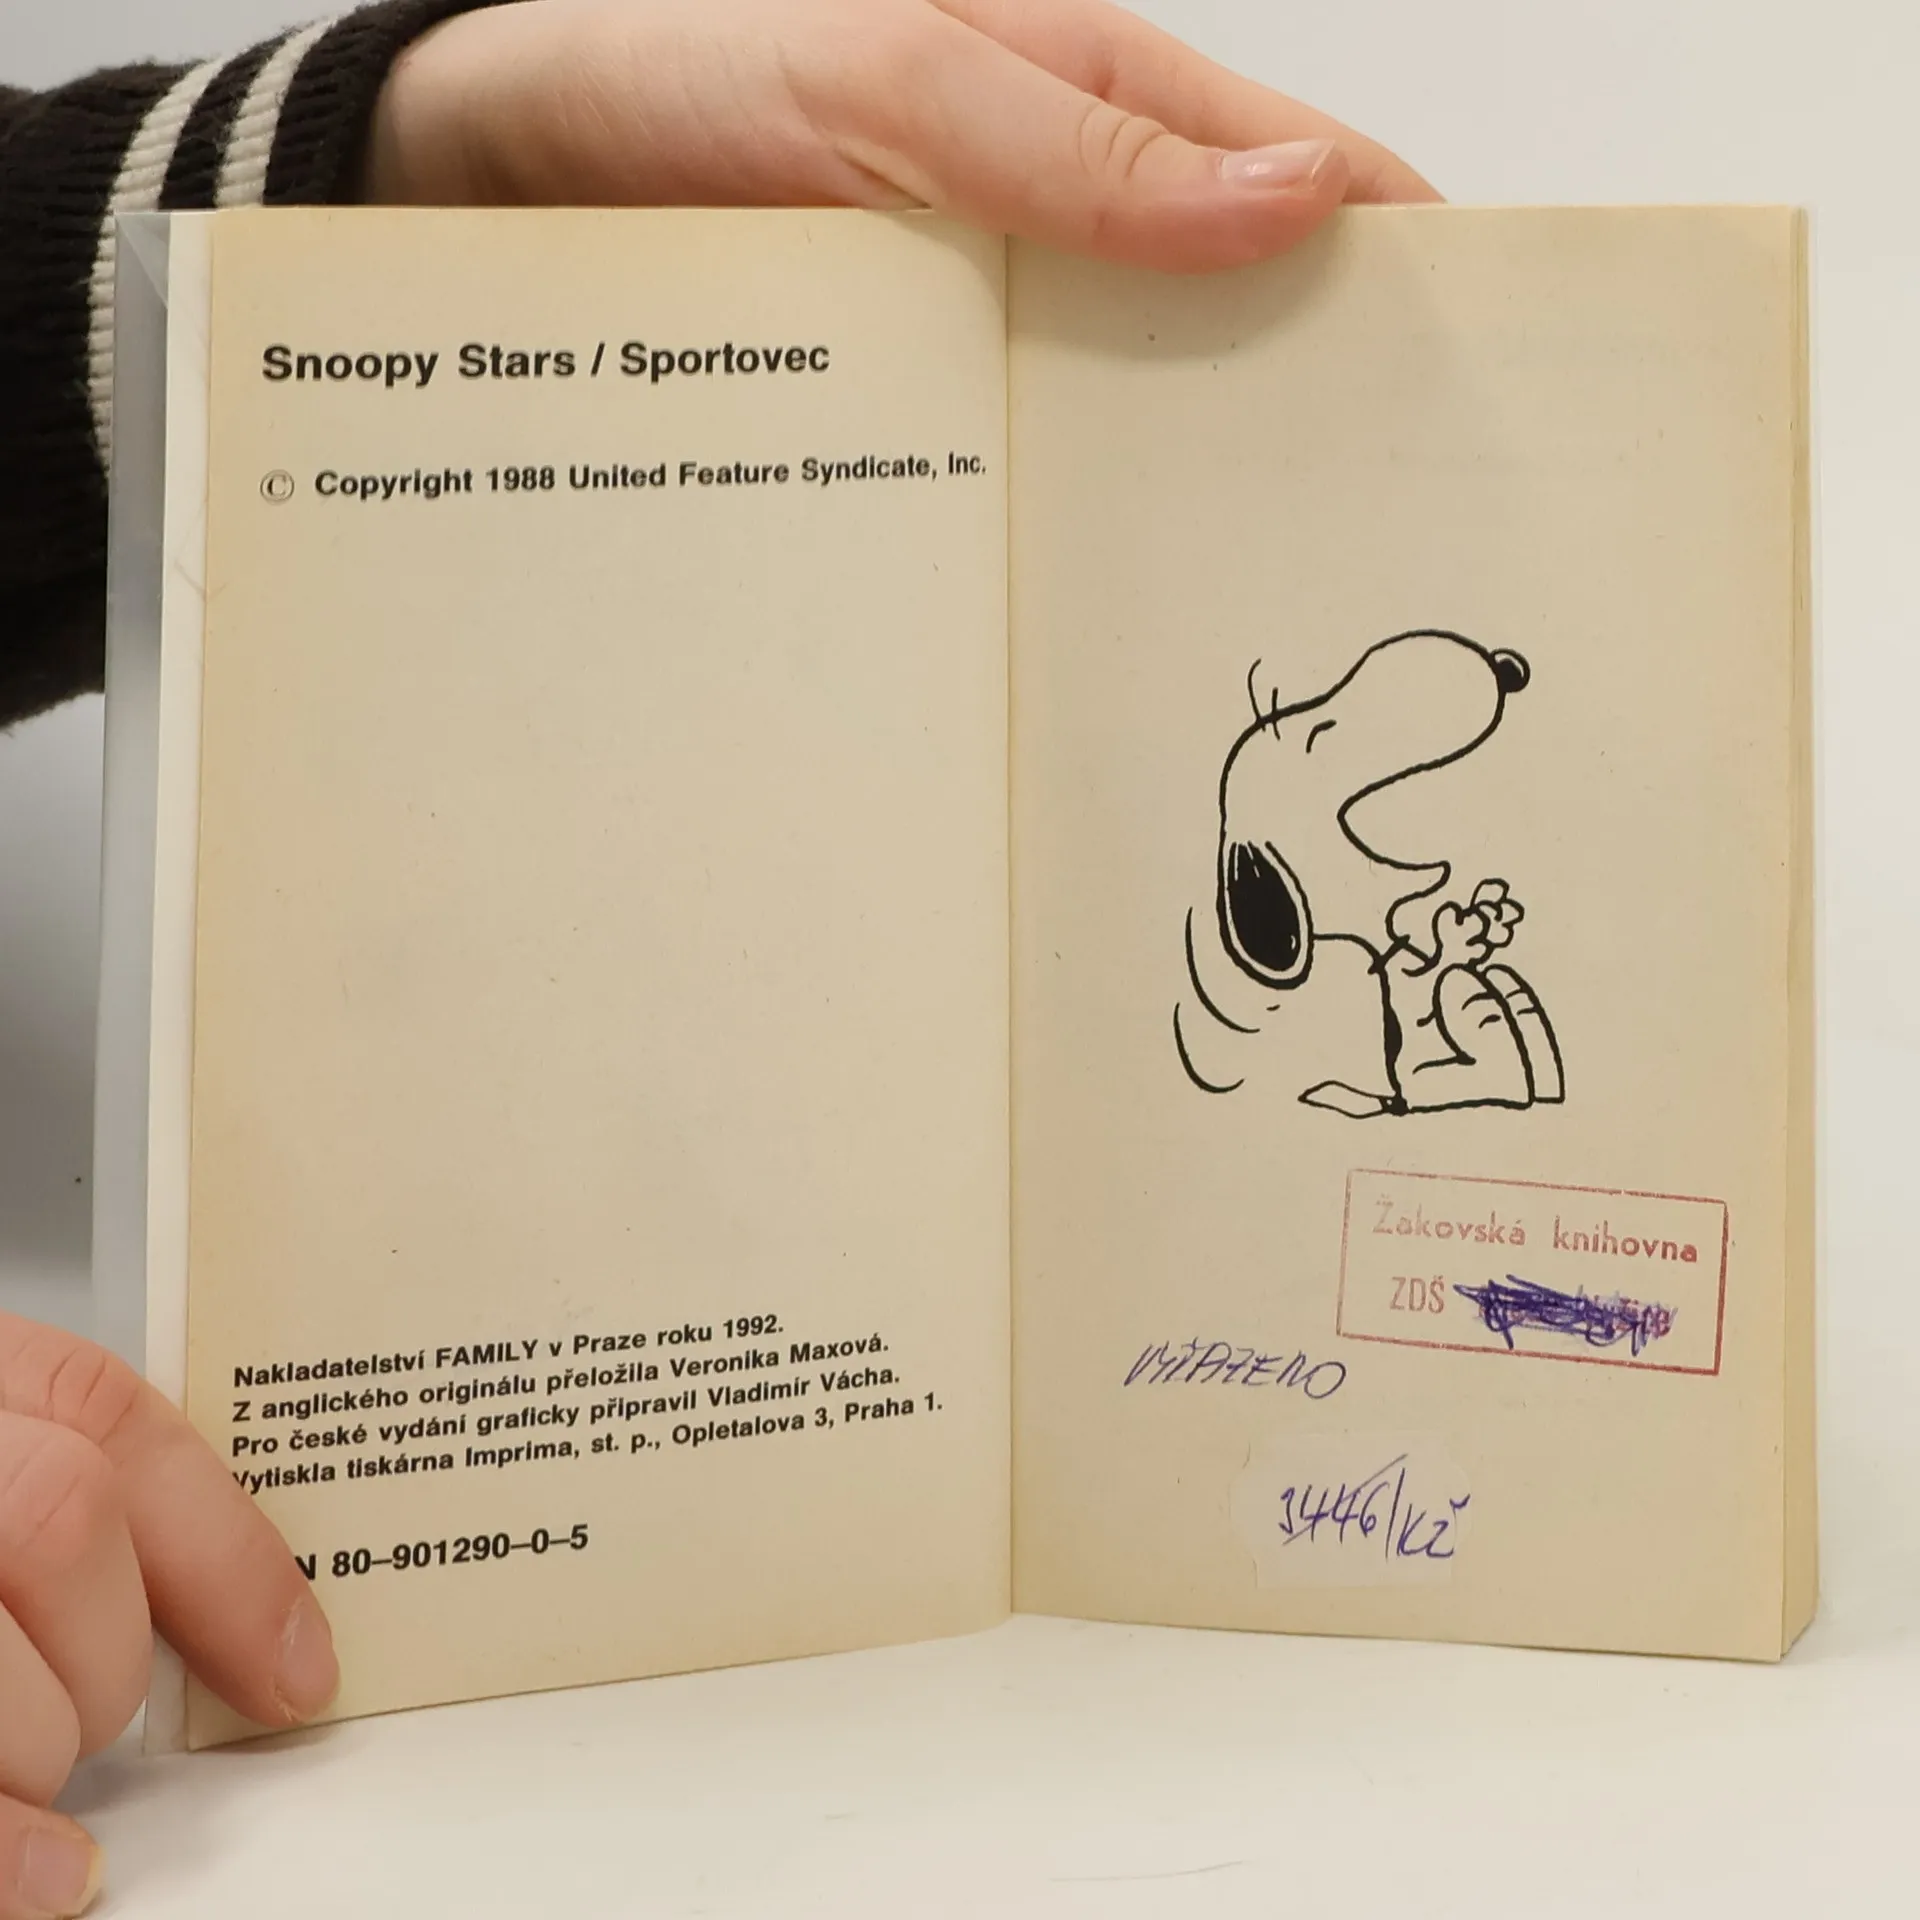 Snoopy Stars / Sportovec
© Copyright 1988 United Feature Syndicate, Inc.
Nakladatelství FAMILY v Praze roku 1992.
Z anglického originálu přeložila Veronika Maxová.
Pro české vydání graficky připravil Vladimír Vácha.
Vytiskla tiskárna Imprima, st. p., Opletalova 3, Praha 1.
N 80–901290–0–5
Žakovská knihovna
ZDŠ
VYŘAZENO
3446/Kž